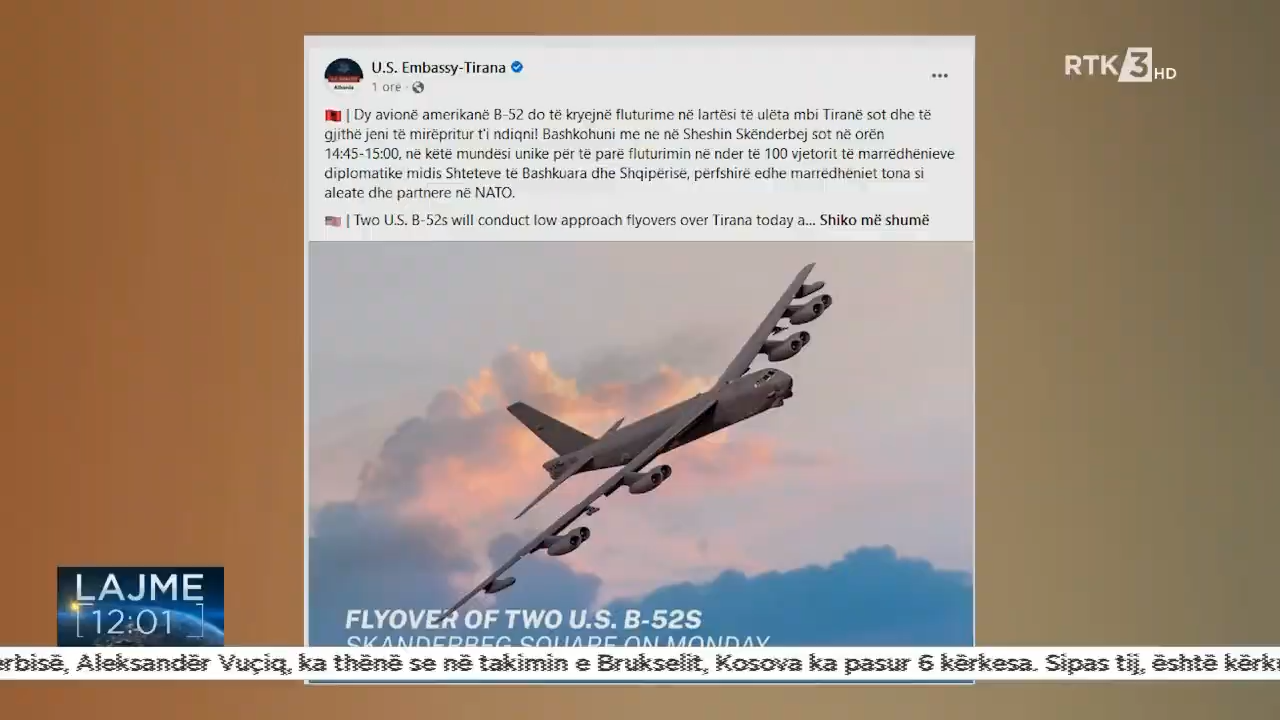 U.S. Embassy-Tirana
1 orë
Dy avionë amerikanë B-52 do të kryejnë fluturime në lartësi të ulëta mbi Tiranë sot dhe të
gjithë jeni të mirëpritur t'i ndiqni! Bashkohuni me ne në Sheshin Skënderbej sot në orën
14:45-15:00, në këtë mundësi unike për të parë fluturimin në nder të 100 vjetorit të marrëdhënieve
diplomatike midis Shteteve të Bashkuara dhe Shqipërisë, përfshirë edhe marrëdhëniet tona si
aleate dhe partnere në NATO.
| Two U.S. B-52s will conduct low approach flyovers over Tirana today a... Shiko më shumë
RTK 3 HD
FLYOVER OF TWO U.S. B-52S
SKANDERBEG SQUARE ON MONDAY
LAJME
12:01
erbisë, Aleksandër Vuçiq, ka thënë se në takimin e Brukselit, Kosova ka pasur 6 kërkesa. Sipas tij, është kërku